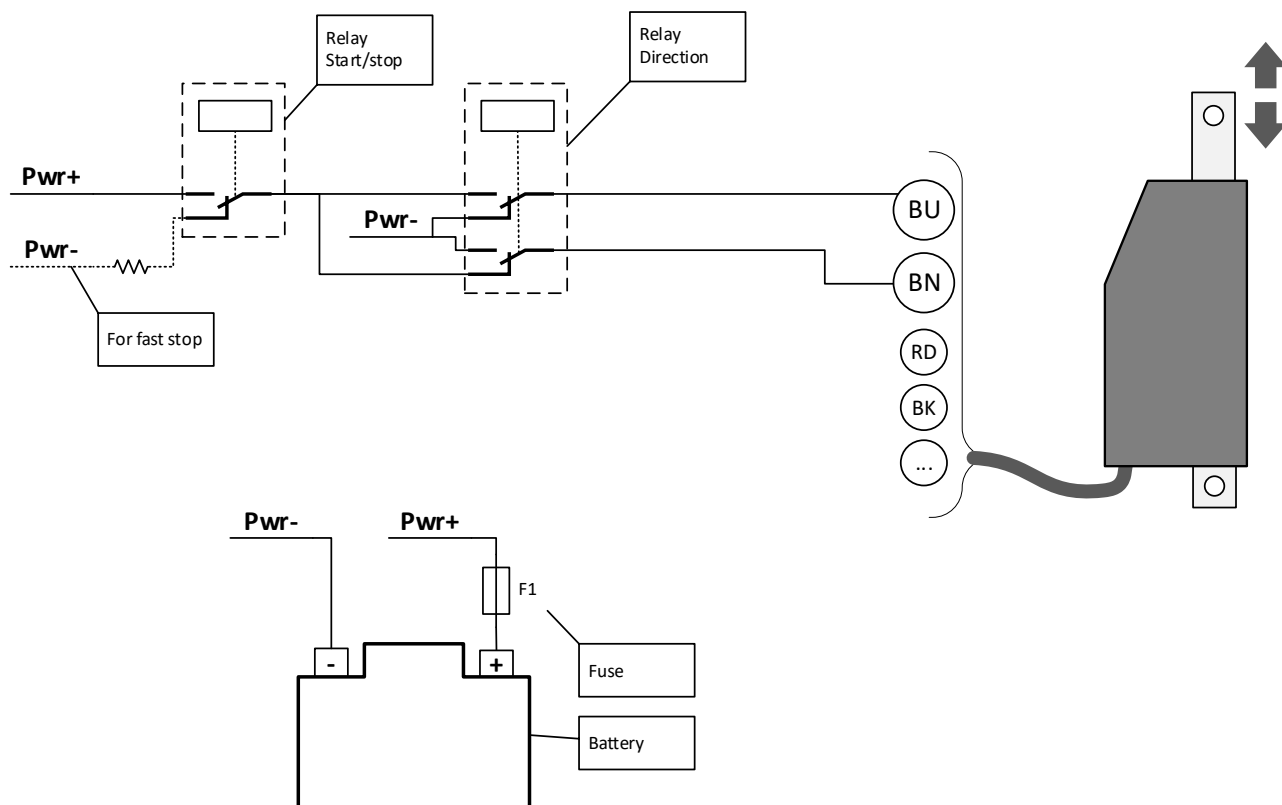 Relay
Start/stop
Relay
Direction
Pwr+
Pwr-
Pwr-
For fast stop
BU
BN
RD
BK
...
Pwr-
Pwr+
F1
-
+
Fuse
Battery